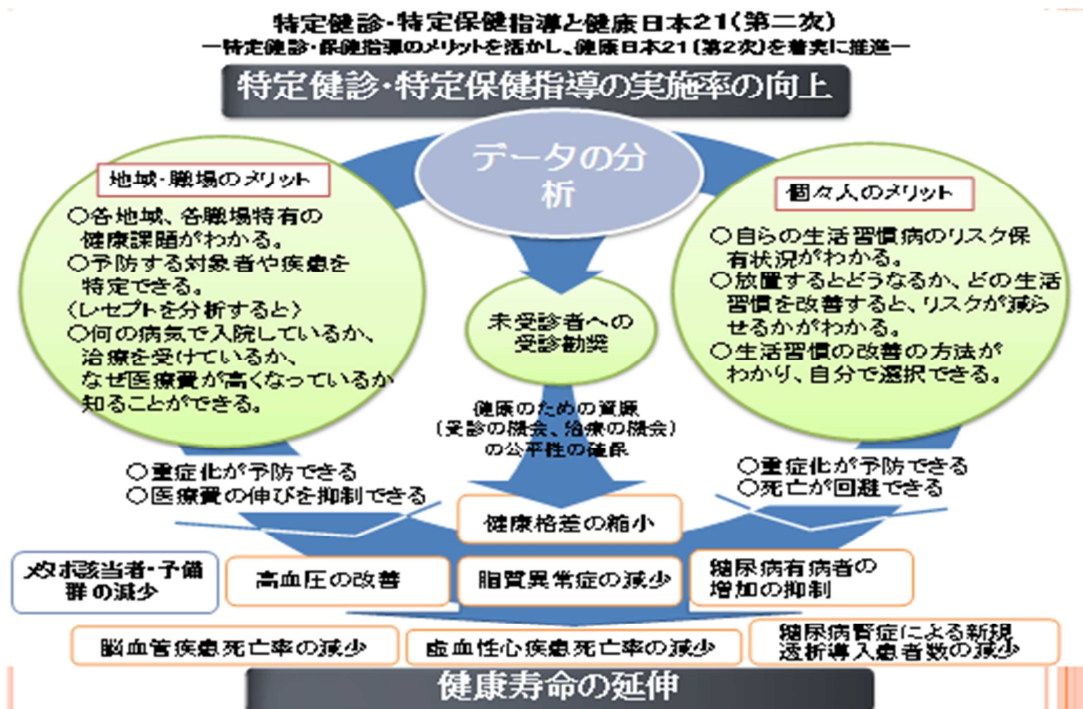 特定健診・特定保健指導と健康日本21(第二次)
―特定健診・保健指導のメリットを活かし、健康日本21(第2次)を着実に推進―
特定健診・特定保健指導の実施率の向上
データの分
析
地域・職場のメリット
○各地域、各職場特有の
健康課題がわかる。
○予防する対象者や疾患を
特定できる。
(レセプトを分析すると)
○何の病気で入院しているか、
治療を受けているか、
なぜ医療費が高くなっているか
知ることができる。
個々人のメリット
○自らの生活習慣病のリスク保
有状況がわかる。
○放置するとどうなるか、どの生活
習慣を改善すると、リスクが減ら
せるかがわかる。
○生活習慣の改善の方法が
わかり、自分で選択できる。
未受診者への
受診勧奨
健康のための資源
(受診の機会、治療の機会)
の公平性の確保
○重症化が予防できる
○医療費の伸びを抑制できる
○重症化が予防できる
○死亡が回避できる
健康格差の縮小
メタボ該当者・予備
群の減少
高血圧の改善
脂質異常症の減少
糖尿病有病者の
増加の抑制
脳血管疾患死亡率の減少
虚血性心疾患死亡率の減少
糖尿病腎症による新規
透析導入患者数の減少
健康寿命の延伸